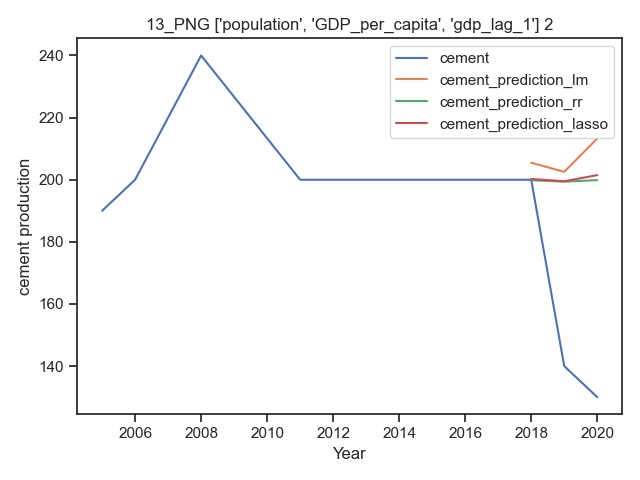 13_PNG ['population', 'GDP_per_capita', 'gdp_lag_1'] 2
cement
cement_prediction_lm
cement_prediction_rr
cement_prediction_lasso
cement production
240
220
200
180
160
140
2006 2008 2010 2012 2014 2016 2018 2020
Year